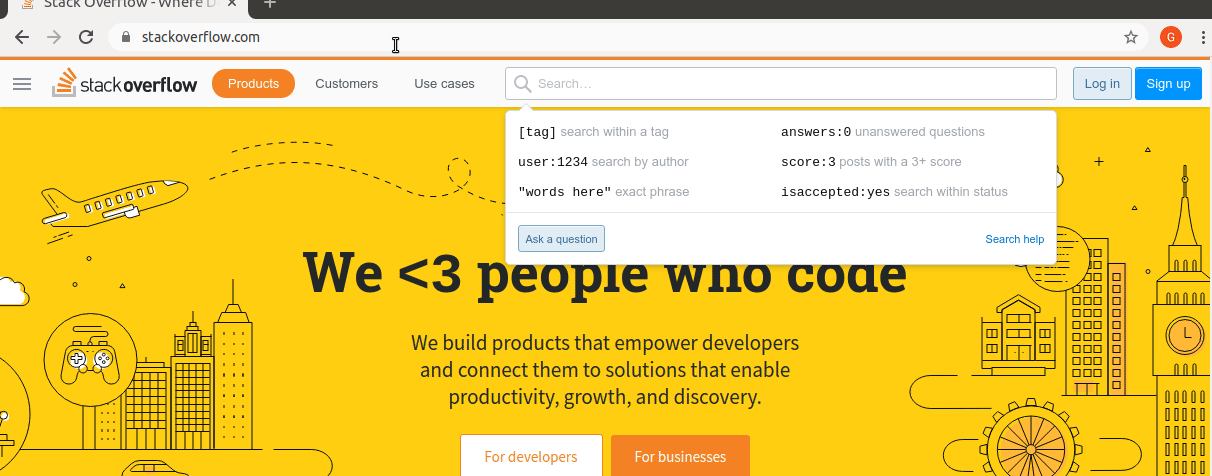 Stack Overflow - Where D
stackoverflow.com
G
stackoverflow Products Customers Use cases Search… Log in Sign up
[tag] search within a tag answers:0 unanswered questions
user:1234 search by author score:3 posts with a 3+ score
"words here" exact phrase isaccepted:yes search within status
Ask a question Search help
We <3 people who code
We build products that empower developers
and connect them to solutions that enable
productivity, growth, and discovery.
For developers For businesses